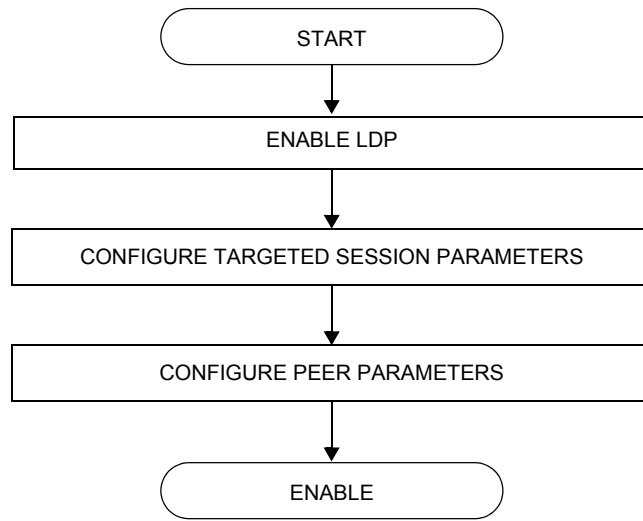 START
ENABLE LDP
CONFIGURE TARGETED SESSION PARAMETERS
CONFIGURE PEER PARAMETERS
ENABLE